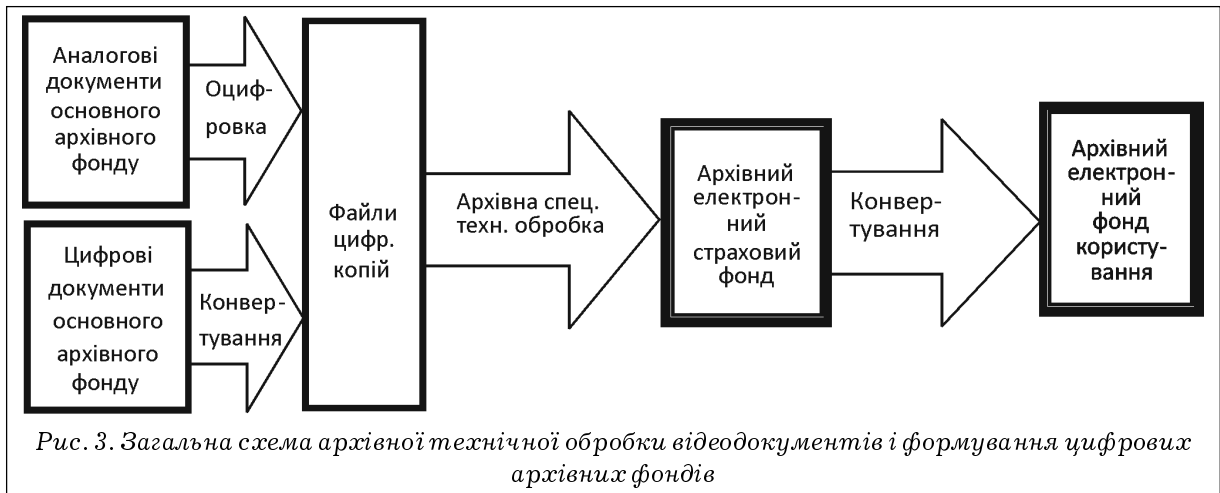 Аналогові
документи
основного
архівного
фонду
Оциф-
ровка
Цифрові
документи
основного
архівного
фонду
Конвер-
тування
Файли
цифр.
копій
Архівна спец.
техн. обробка
Архівний
електрон-
ний
страховий
фонд
Конвер-
тування
Архівний
електрон-
ний
фонд
користу-
вання
Рис. 3. Загальна схема архівної технічної обробки відеодокументів і формування цифрових
архівних фондів